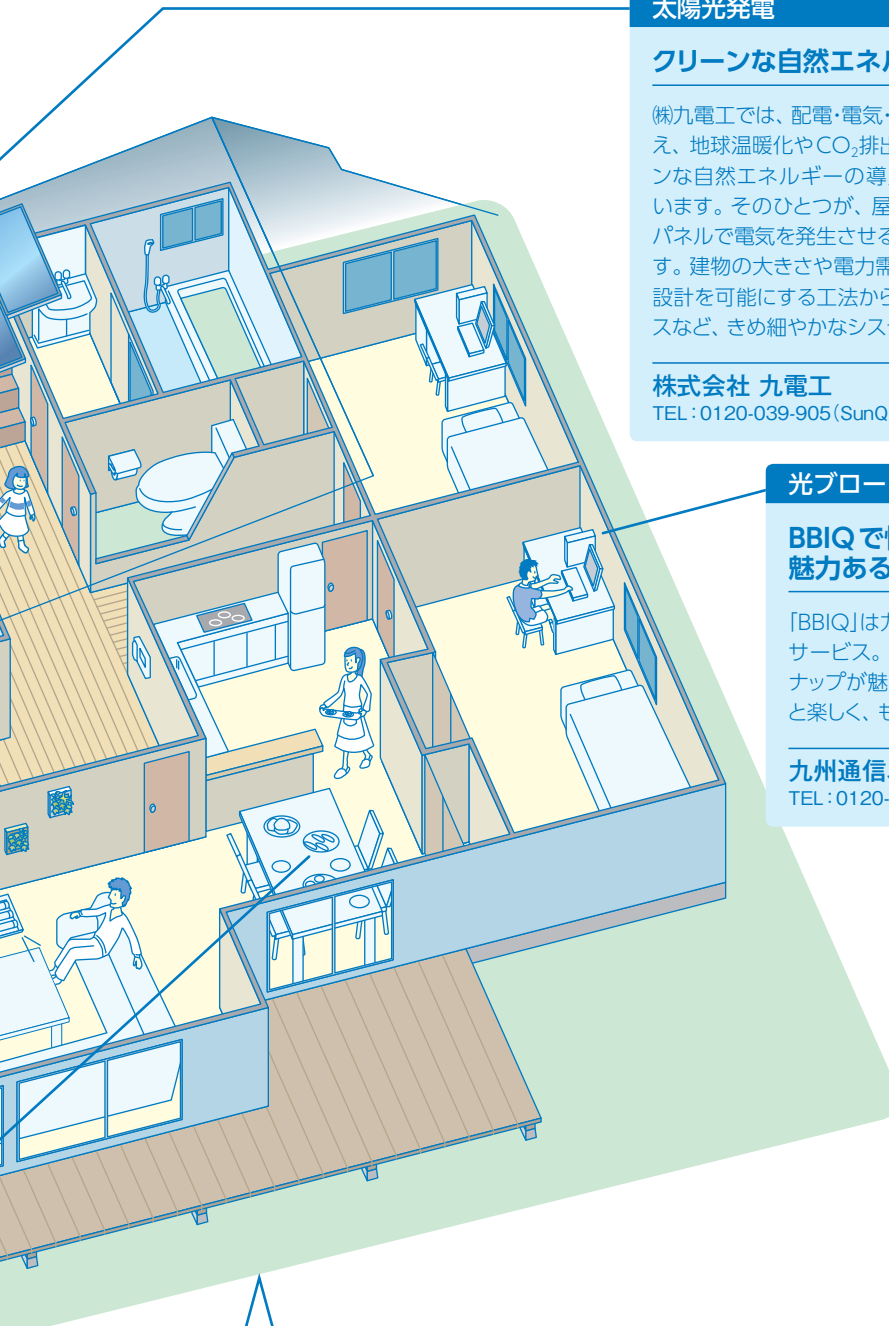 太陽光発電
クリーンな自然エネル
㈱九電工では、配電・電気・
え、地球温暖化やCO₂排出
ンな自然エネルギーの導
います。そのひとつが、屋
パネルで電気を発生させる
す。建物の大きさや電力需
設計を可能にする工法から
スなど、きめ細やかなシス
株式会社 九電工
TEL：0120-039-905（SunQ
光ブロー
BBIQで
魅力ある
「BBIQ」は
サービス。
ナップが魅
と楽しく、も
九州通信
TEL：0120-